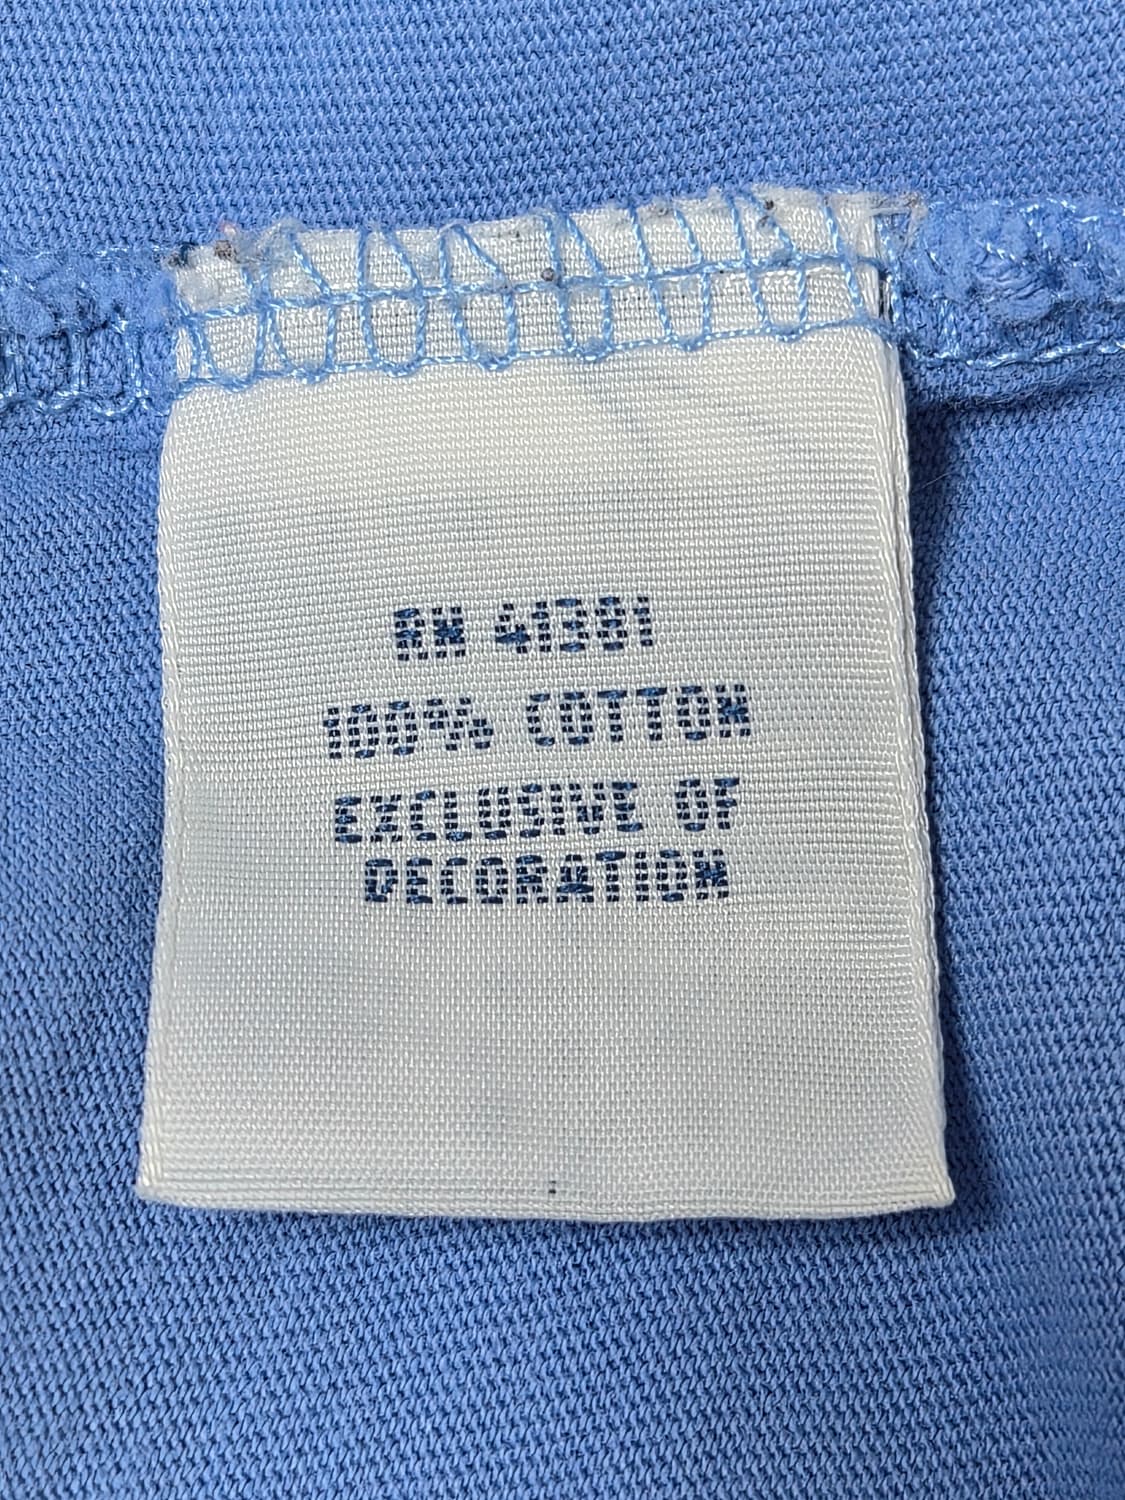 RN 41381
100% COTTON
EXCLUSIVE OF
DECORATION